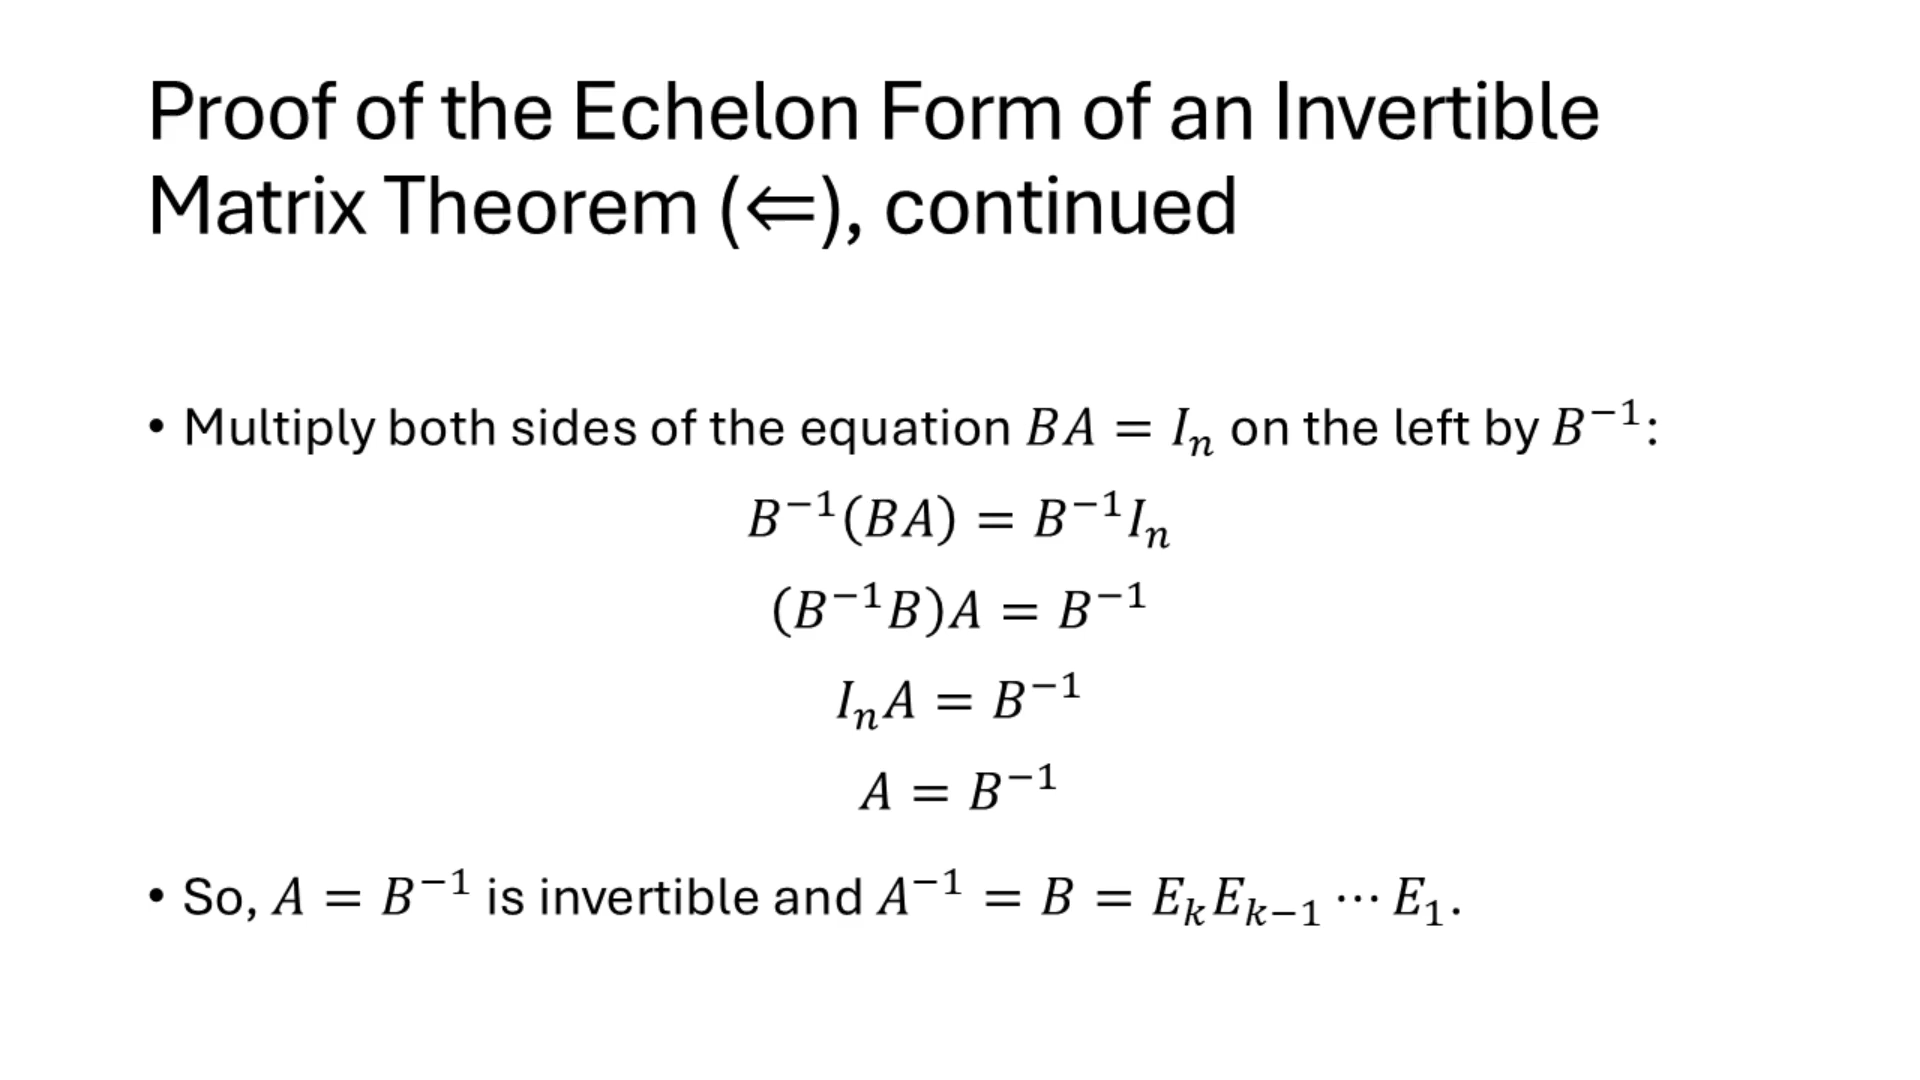 Proof of the Echelon Form of an Invertible
Matrix Theorem (⇐), continued
• Multiply both sides of the equation 𝐵𝐴 = 𝐼ₙ on the left by 𝐵⁻¹:
𝐵⁻¹(𝐵𝐴) = 𝐵⁻¹𝐼ₙ
(𝐵⁻¹𝐵)𝐴 = 𝐵⁻¹
𝐼ₙ𝐴 = 𝐵⁻¹
𝐴 = 𝐵⁻¹
• So, 𝐴 = 𝐵⁻¹ is invertible and 𝐴⁻¹ = 𝐵 = 𝐸ₖ𝐸ₖ₋₁ ⋯ 𝐸₁.